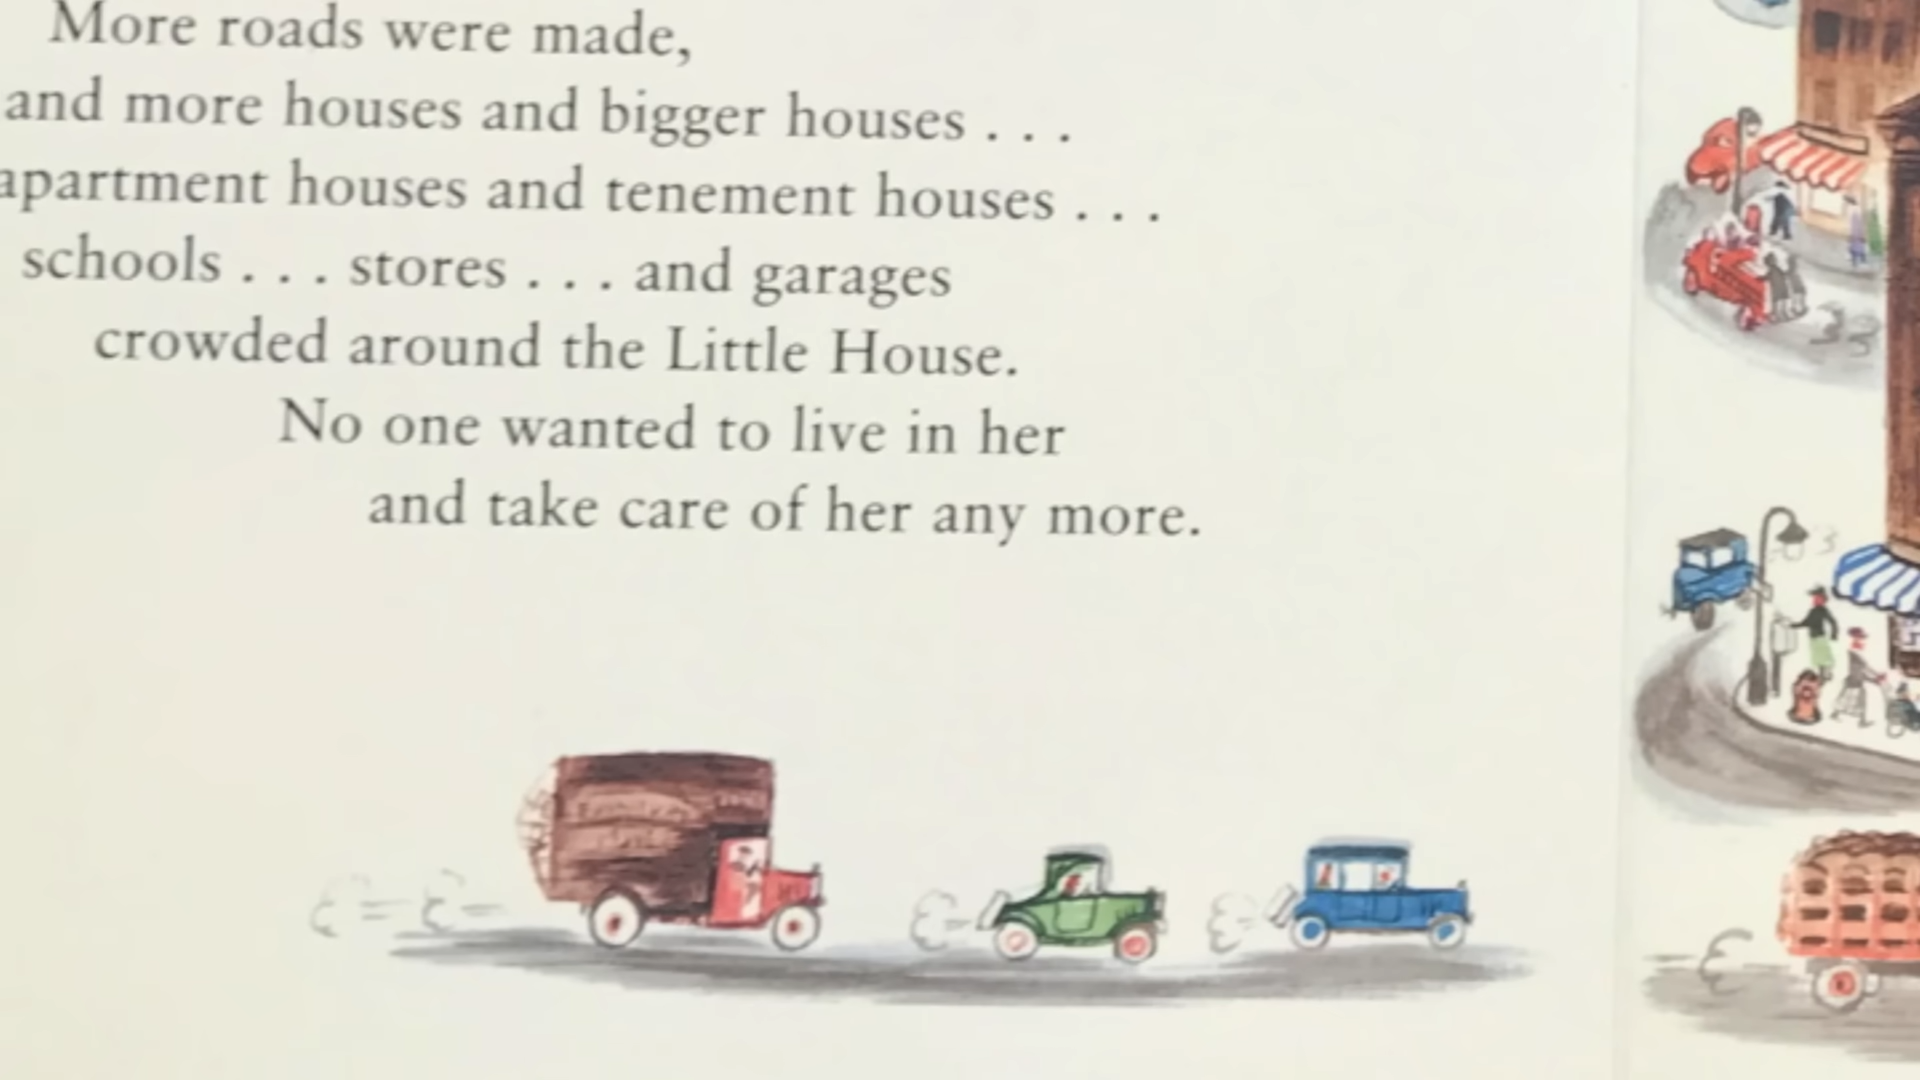 More roads were made,
and more houses and bigger houses . . .
apartment houses and tenement houses . . .
schools . . . stores . . . and garages
crowded around the Little House.
No one wanted to live in her
and take care of her any more.